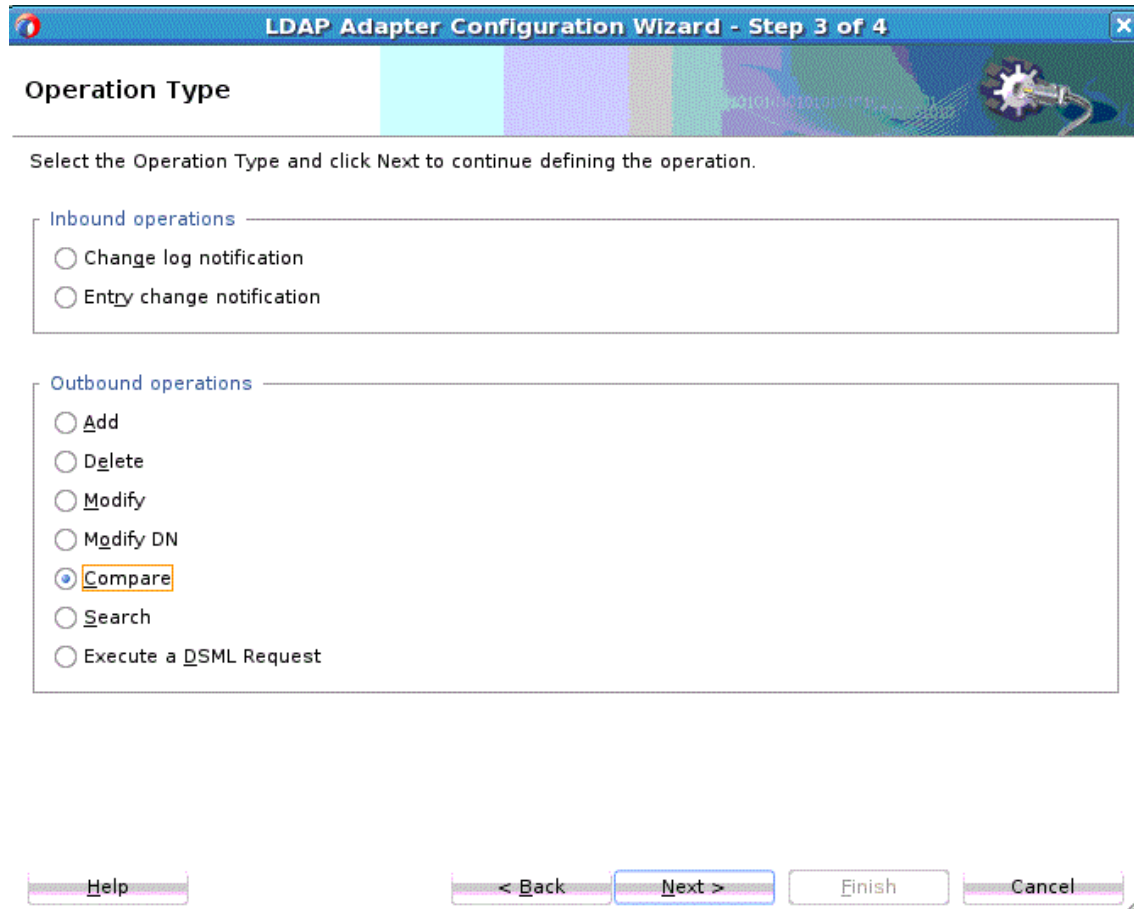 LDAP Adapter Configuration Wizard - Step 3 of 4
Operation Type
Select the Operation Type and click Next to continue defining the operation.
Inbound operations
Change log notification
Entry change notification
Outbound operations
Add
Delete
Modify
Modify DN
Compare
Search
Execute a DSML Request
Help < Back Next > Finish Cancel